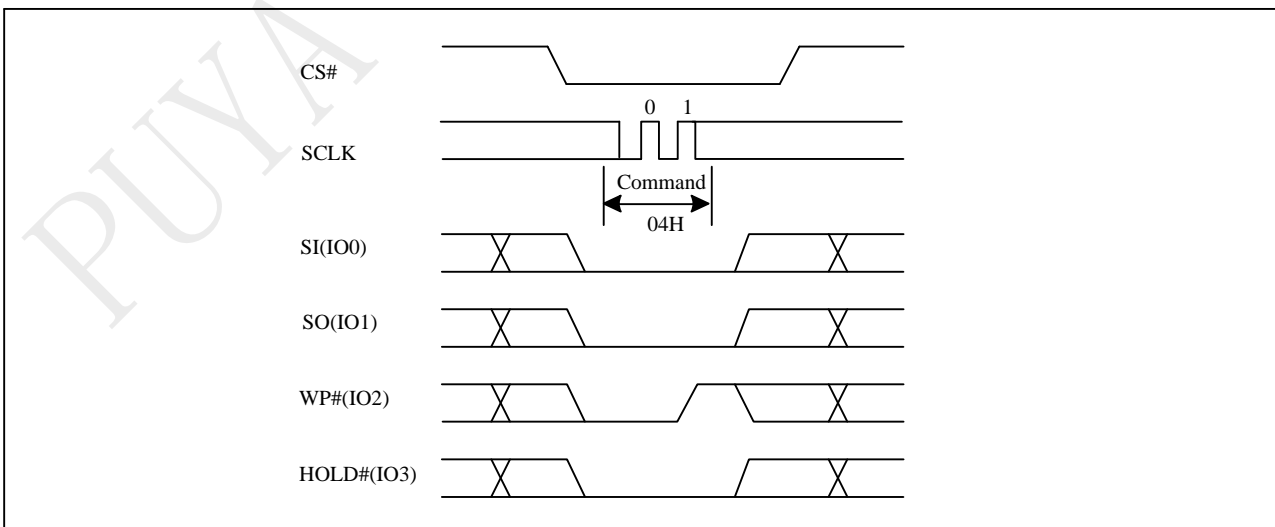 PUYA
CS#
0 1
SCLK
Command
04H
SI(IO0)
SO(IO1)
WP#(IO2)
HOLD#(IO3)